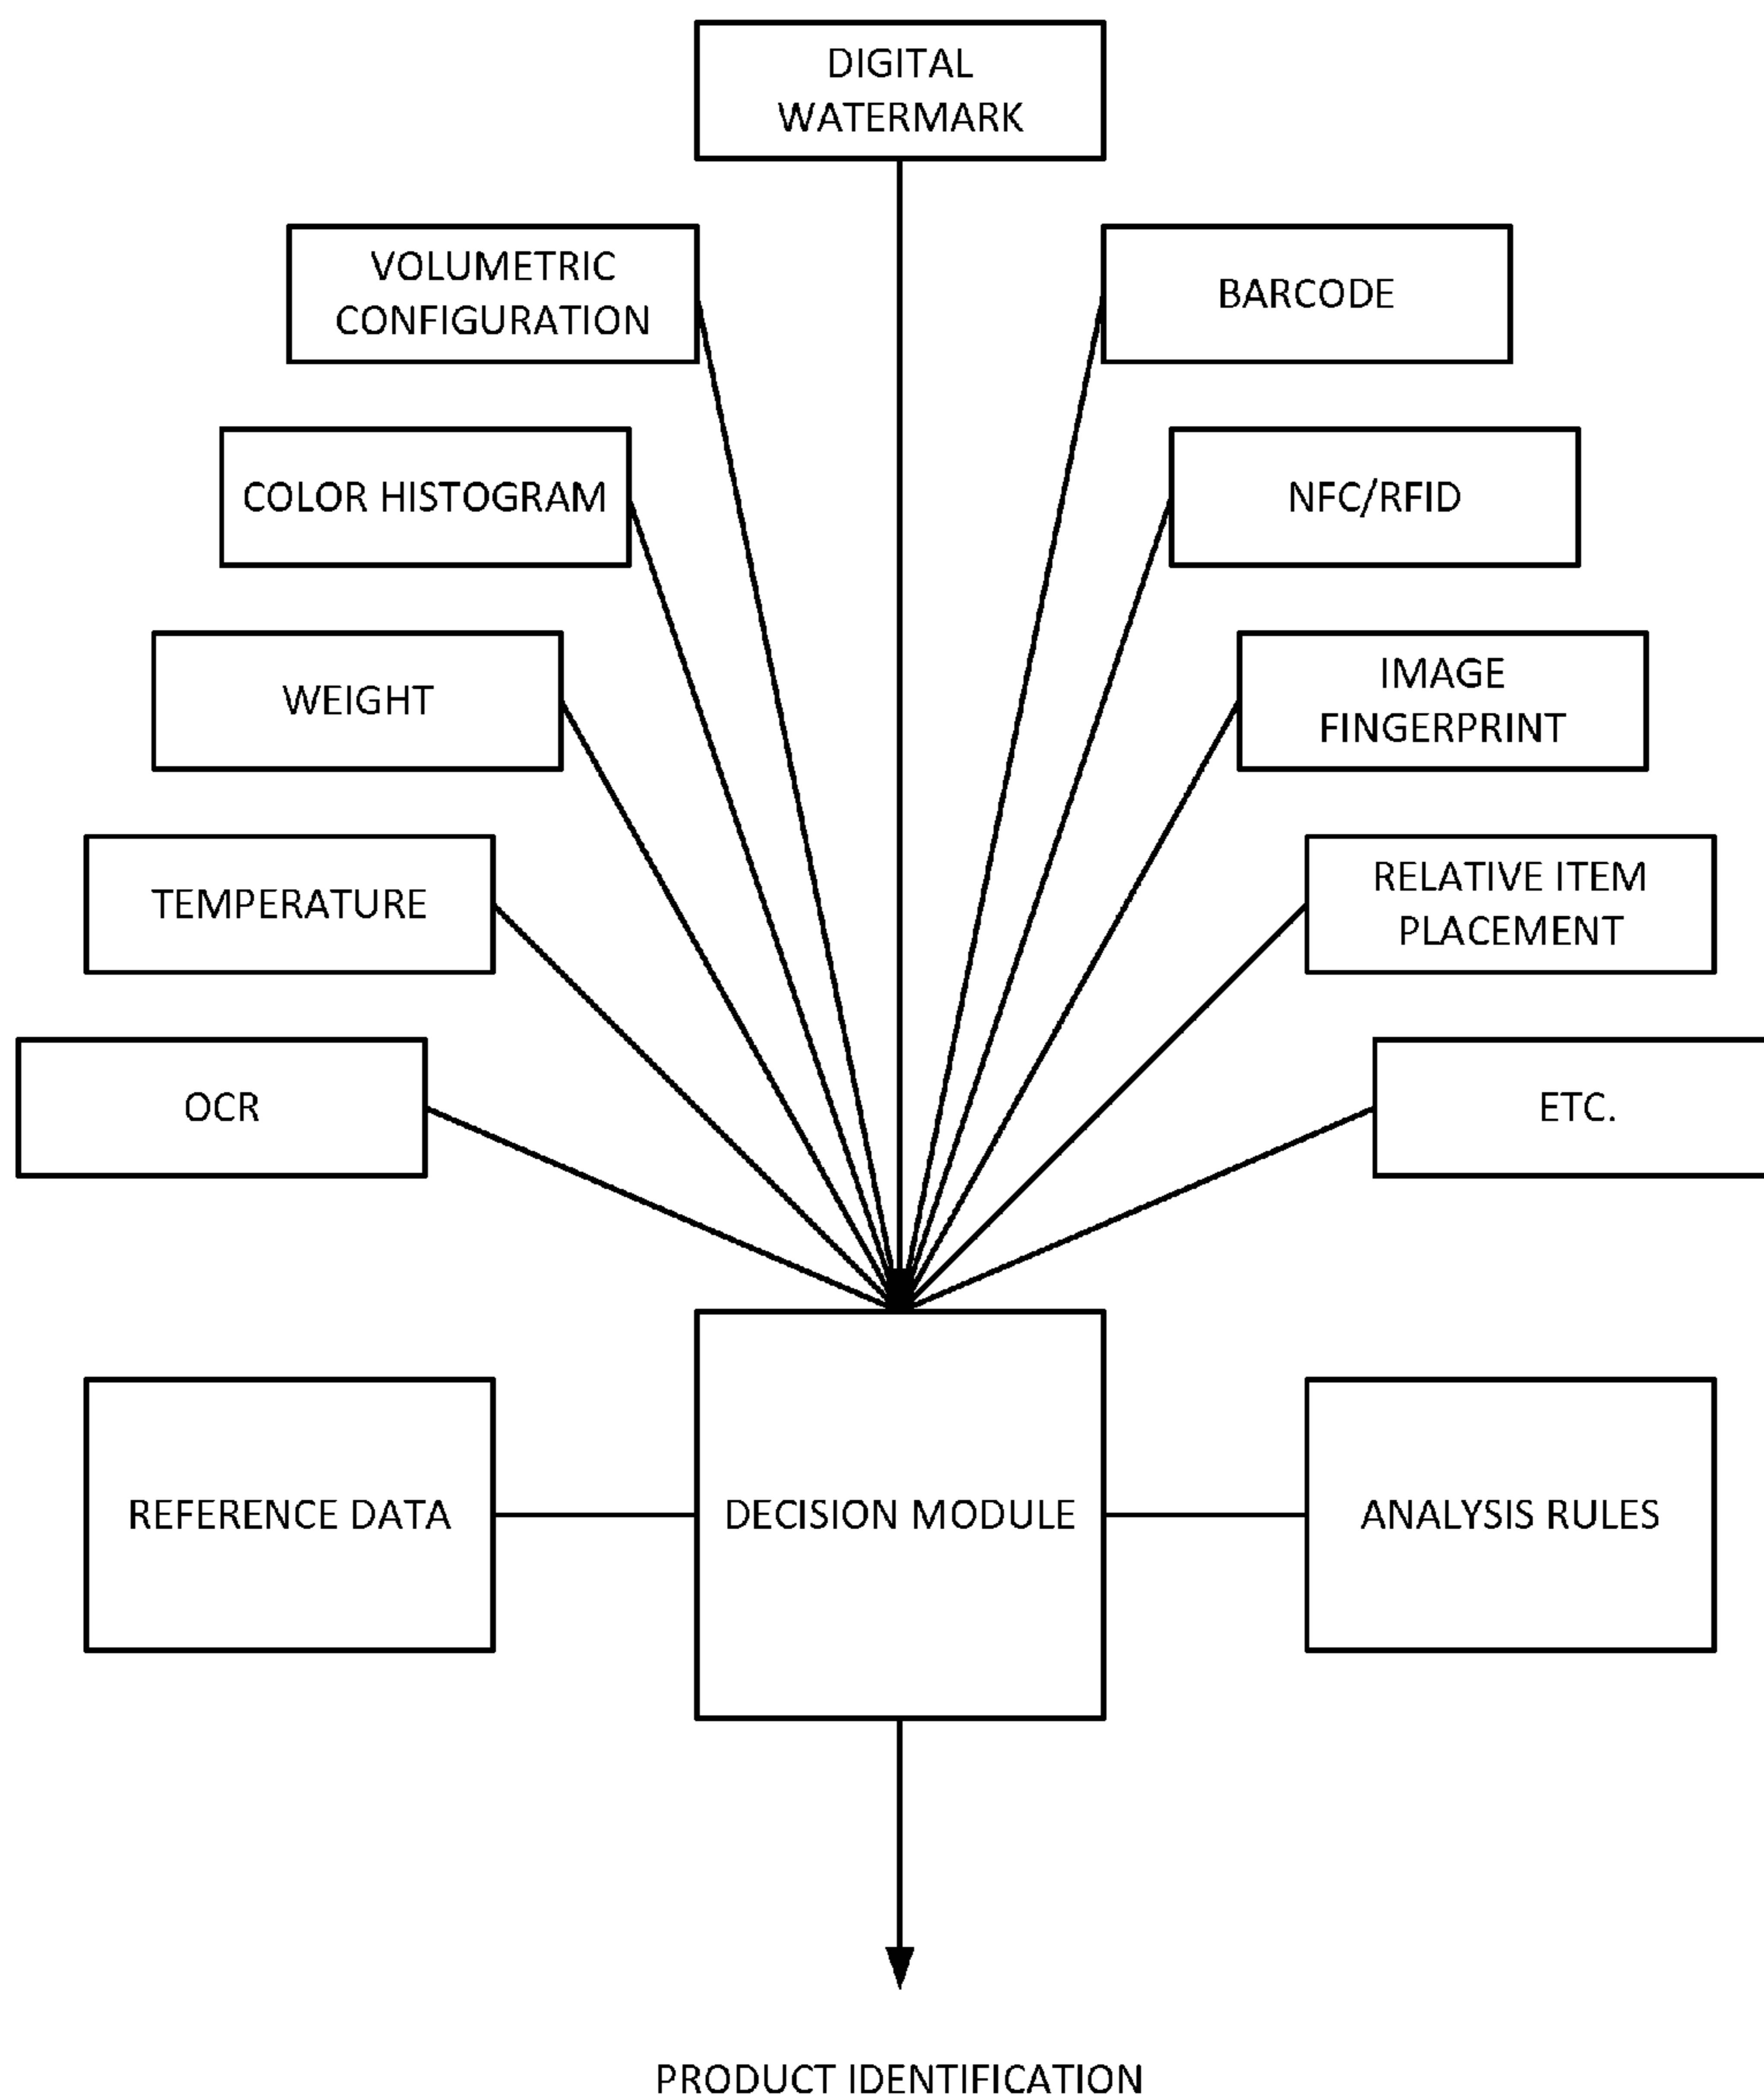 DIGITAL
WATERMARK
VOLUMETRIC
CONFIGURATION
BARCODE
COLOR HISTOGRAM
NFC/RFID
WEIGHT
IMAGE
FINGERPRINT
TEMPERATURE
RELATIVE ITEM
PLACEMENT
OCR
ETC.
REFERENCE DATA
DECISION MODULE
ANALYSIS RULES
PRODUCT IDENTIFICATION